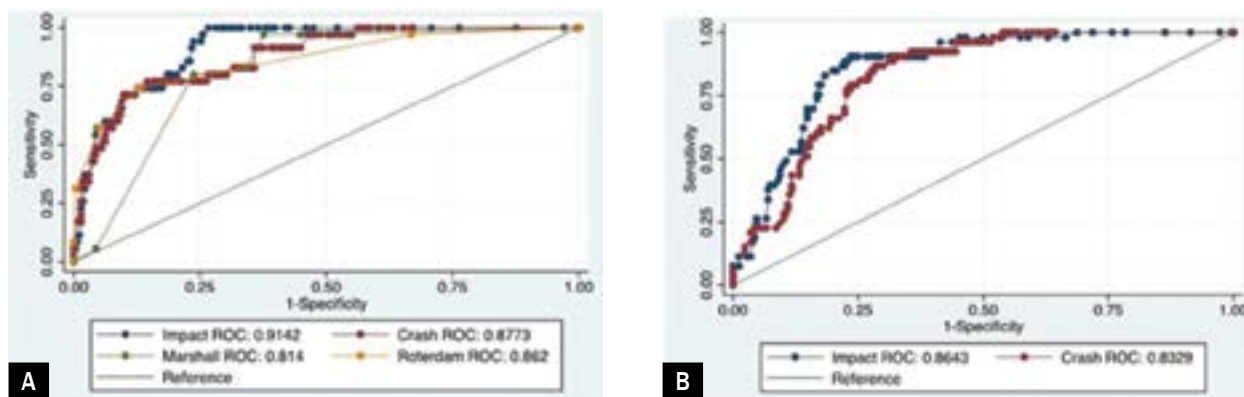 Sensitivity
1.00
0.75
0.50
0.25
0.00
0.00 0.25 0.50 0.75 1.00
1-Specificity
Impact ROC: 0.9142 Crash ROC: 0.8773
Marshall ROC: 0.814 Roterdam ROC: 0.862
Reference
A
Sensitivity
1.00
0.75
0.50
0.25
0.00
0.00 0.25 0.50 0.75 1.00
1-Specificity
Impact ROC: 0.8643 Crash ROC: 0.8329
Reference
B